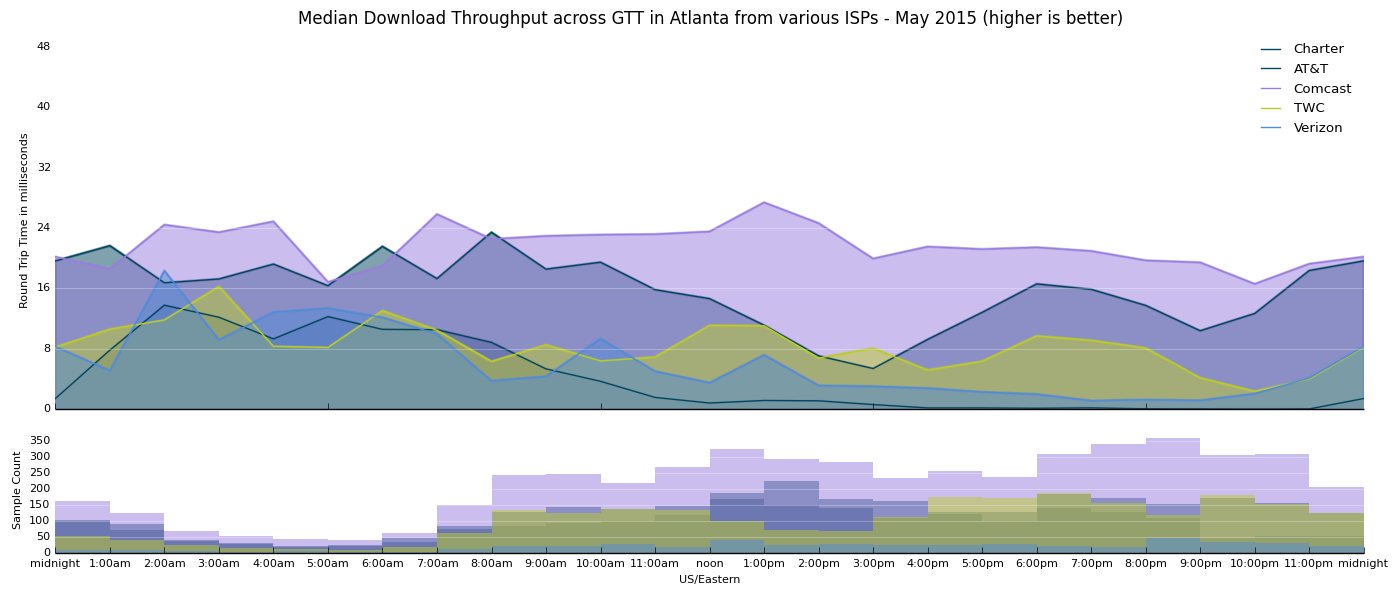 Median Download Throughput across GTT in Atlanta from various ISPs - May 2015 (higher is better)
48
40
32
24
16
8
0
Round Trip Time in milliseconds
Charter
AT&T
Comcast
TWC
Verizon
350
300
250
200
150
100
50
0
Sample Count
midnight 1:00am 2:00am 3:00am 4:00am 5:00am 6:00am 7:00am 8:00am 9:00am 10:00am 11:00am noon 1:00pm 2:00pm 3:00pm 4:00pm 5:00pm 6:00pm 7:00pm 8:00pm 9:00pm 10:00pm 11:00pm midnight
US/Eastern